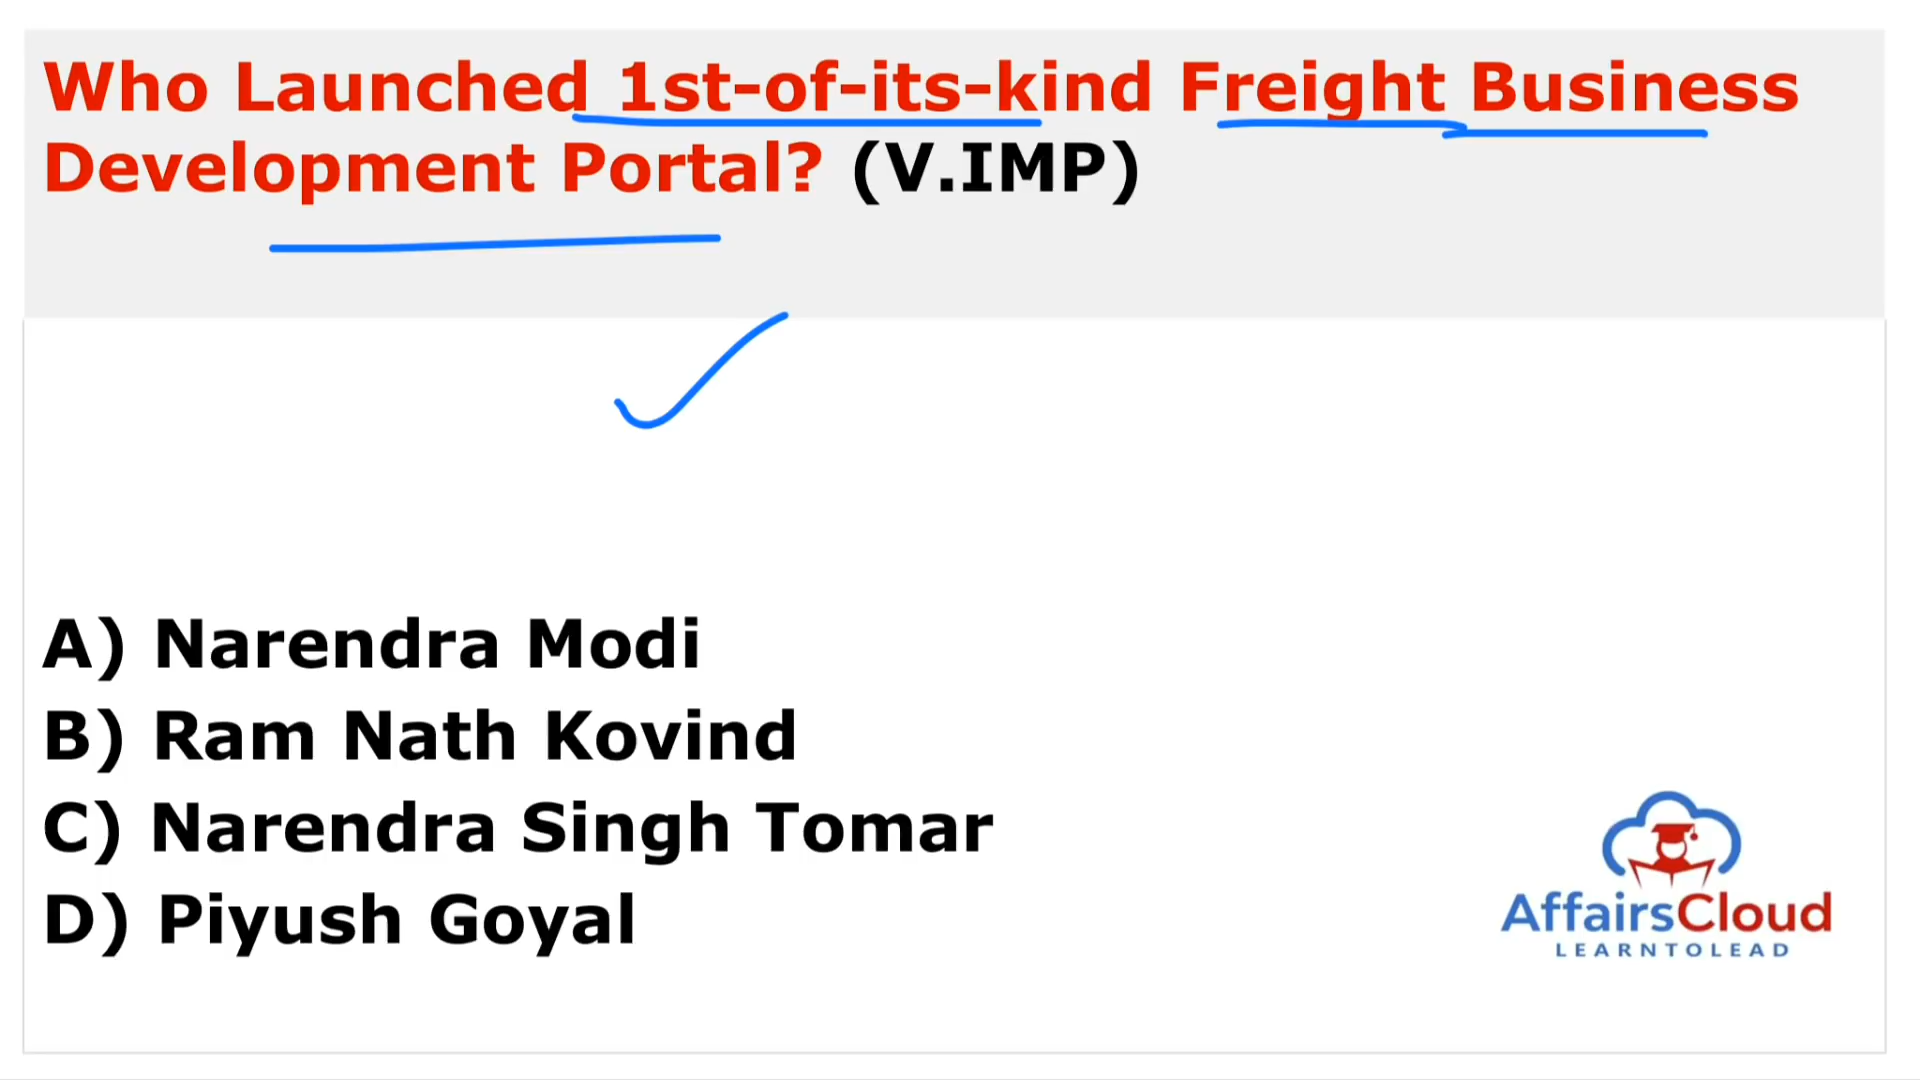 Who Launched 1st-of-its-kind Freight Business
Development Portal? (V.IMP)
A) Narendra Modi
B) Ram Nath Kovind
C) Narendra Singh Tomar
D) Piyush Goyal
AffairsCloud
LEARNTOLEAD